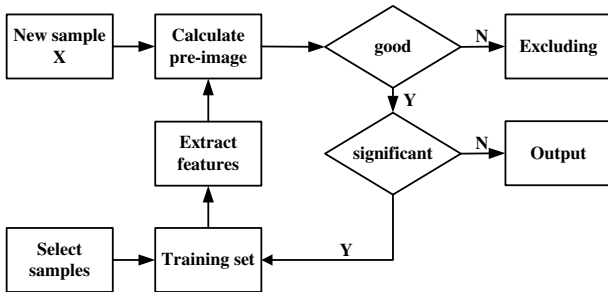 New sample
X
Calculate
pre-image
good
N
Excluding
Y
Extract
features
significant
N
Output
Select
samples
Training set
Y